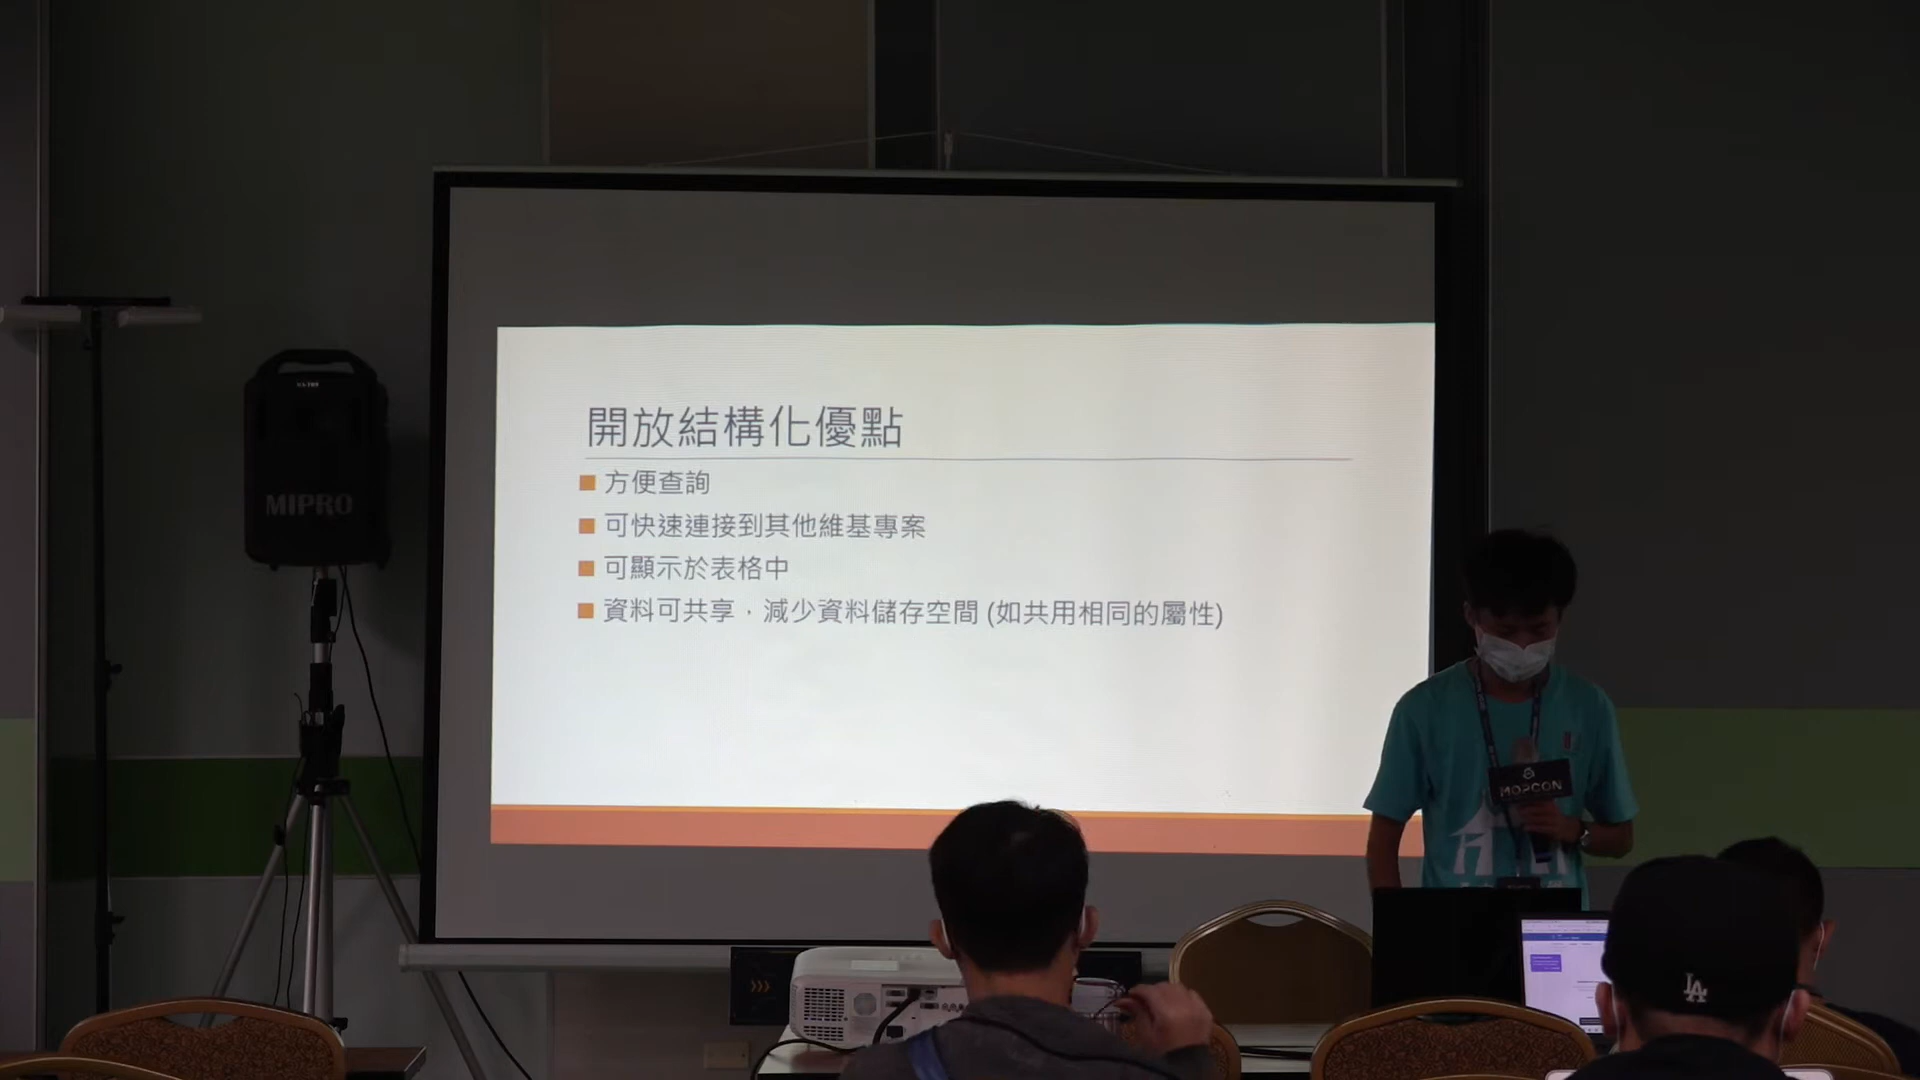 開放結構化優點
方便查詢
可快速連接到其他維基專案
可顯示於表格中
資料可共享，減少資料儲存空間 (如共用相同的屬性)
MIPRO
MOPCON
LA